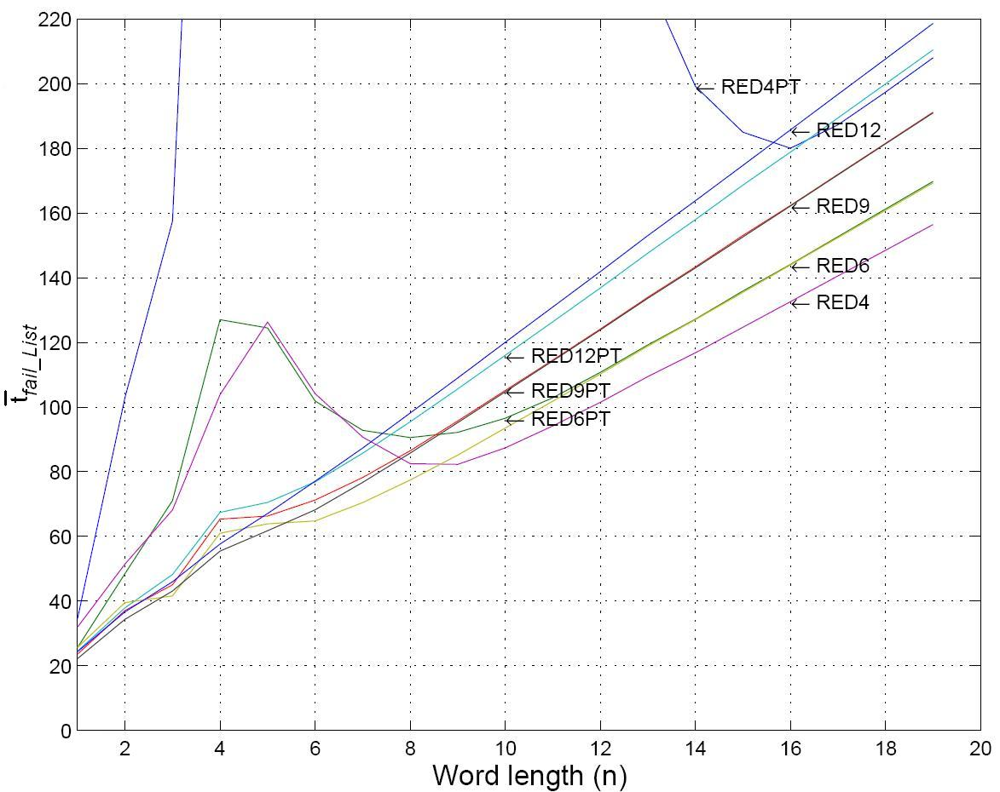 220
200
180
160
140
120
100
80
60
40
20
0
t̅fail_List
RED4PT
RED12
RED9
RED6
RED4
RED12PT
RED9PT
RED6PT
2 4 6 8 10 12 14 16 18 20
Word length (n)